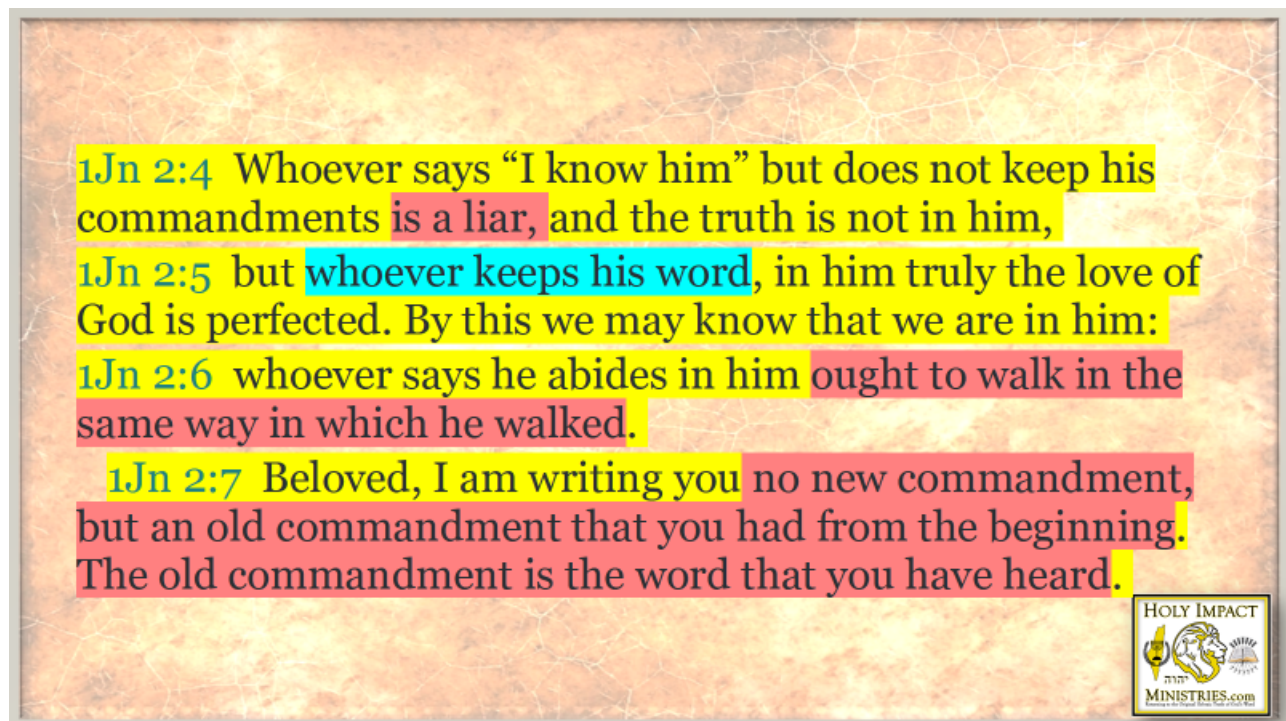 1Jn 2:4 Whoever says “I know him” but does not keep his
commandments is a liar, and the truth is not in him,
1Jn 2:5 but whoever keeps his word, in him truly the love of
God is perfected. By this we may know that we are in him:
1Jn 2:6 whoever says he abides in him ought to walk in the
same way in which he walked.
1Jn 2:7 Beloved, I am writing you no new commandment,
but an old commandment that you had from the beginning.
The old commandment is the word that you have heard.
HOLY IMPACT
יהוה
MINISTRIES.com